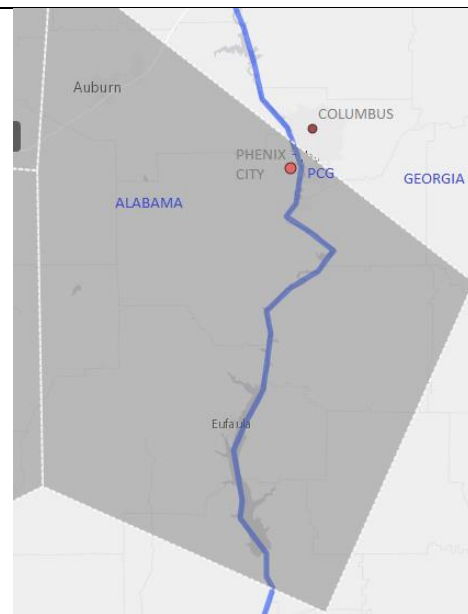 Auburn
COLUMBUS
PHENIX
CITY
PCG
GEORGIA
ALABAMA
Eufaula